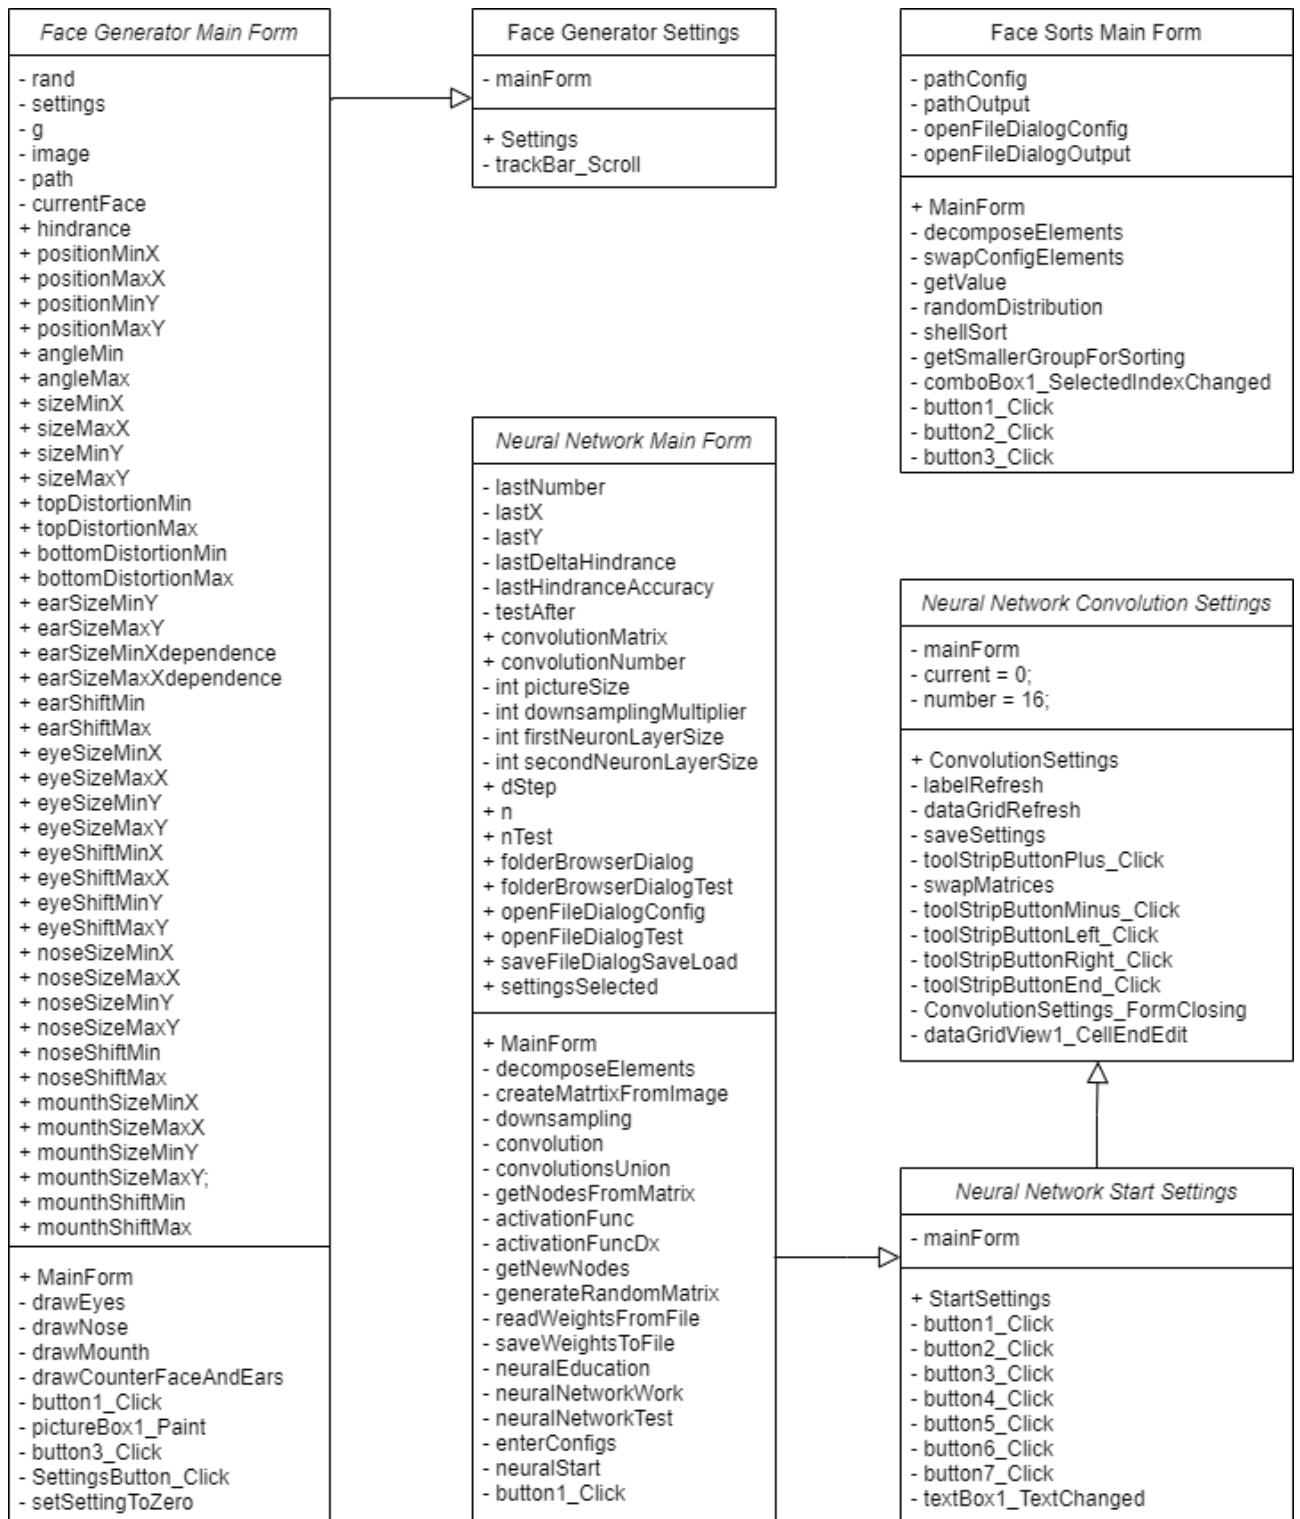 Face Generator Main Form
- rand
- settings
- g
- image
- path
- currentFace
+ hindrance
+ positionMinX
+ positionMaxX
+ positionMinY
+ positionMaxY
+ angleMin
+ angleMax
+ sizeMinX
+ sizeMaxX
+ sizeMinY
+ sizeMaxY
+ topDistortionMin
+ topDistortionMax
+ bottomDistortionMin
+ bottomDistortionMax
+ earSizeMinY
+ earSizeMaxY
+ earSizeMinXdependence
+ earSizeMaxXdependence
+ earShiftMin
+ earShiftMax
+ eyeSizeMinX
+ eyeSizeMaxX
+ eyeSizeMinY
+ eyeSizeMaxY
+ eyeShiftMinX
+ eyeShiftMaxX
+ eyeShiftMinY
+ eyeShiftMaxY
+ noseSizeMinX
+ noseSizeMaxX
+ noseSizeMinY
+ noseSizeMaxY
+ noseShiftMin
+ noseShiftMax
+ mounthSizeMinX
+ mounthSizeMaxX
+ mounthSizeMinY
+ mounthSizeMaxY;
+ mounthShiftMin
+ mounthShiftMax
+ MainForm
- drawEyes
- drawNose
- drawMounth
- drawCounterFaceAndEars
- button1_Click
- pictureBox1_Paint
- button3_Click
- SettingsButton_Click
- setSettingToZero
Face Generator Settings
- mainForm
+ Settings
- trackBar_Scroll
Neural Network Main Form
- lastNumber
- lastX
- lastY
- lastDeltaHindrance
- lastHindranceAccuracy
- testAfter
+ convolutionMatrix
+ convolutionNumber
- int pictureSize
- int downsamplingMultiplier
- int firstNeuronLayerSize
- int secondNeuronLayerSize
+ dStep
+ n
+ nTest
+ folderBrowserDialog
+ folderBrowserDialogTest
+ openFileDialogConfig
+ openFileDialogTest
+ saveFileDialogSaveLoad
+ settingsSelected
+ MainForm
- decomposeElements
- createMatrtixFromImage
- downsampling
- convolution
- convolutionsUnion
- getNodesFromMatrix
- activationFunc
- activationFuncDx
- getNewNodes
- generateRandomMatrix
- readWeightsFromFile
- saveWeightsToFile
- neuralEducation
- neuralNetworkWork
- neuralNetworkTest
- enterConfigs
- neuralStart
- button1_Click
Face Sorts Main Form
- pathConfig
- pathOutput
- openFileDialogConfig
- openFileDialogOutput
+ MainForm
- decomposeElements
- swapConfigElements
- getValue
- randomDistribution
- shellSort
- getSmallerGroupForSorting
- comboBox1_SelectedIndexChanged
- button1_Click
- button2_Click
- button3_Click
Neural Network Convolution Settings
- mainForm
- current = 0;
- number = 16;
+ ConvolutionSettings
- labelRefresh
- dataGridRefresh
- saveSettings
- toolStripButtonPlus_Click
- swapMatrices
- toolStripButtonMinus_Click
- toolStripButtonLeft_Click
- toolStripButtonRight_Click
- toolStripButtonEnd_Click
- ConvolutionSettings_FormClosing
- dataGridView1_CellEndEdit
Neural Network Start Settings
- mainForm
+ StartSettings
- button1_Click
- button2_Click
- button3_Click
- button4_Click
- button5_Click
- button6_Click
- button7_Click
- textBox1_TextChanged